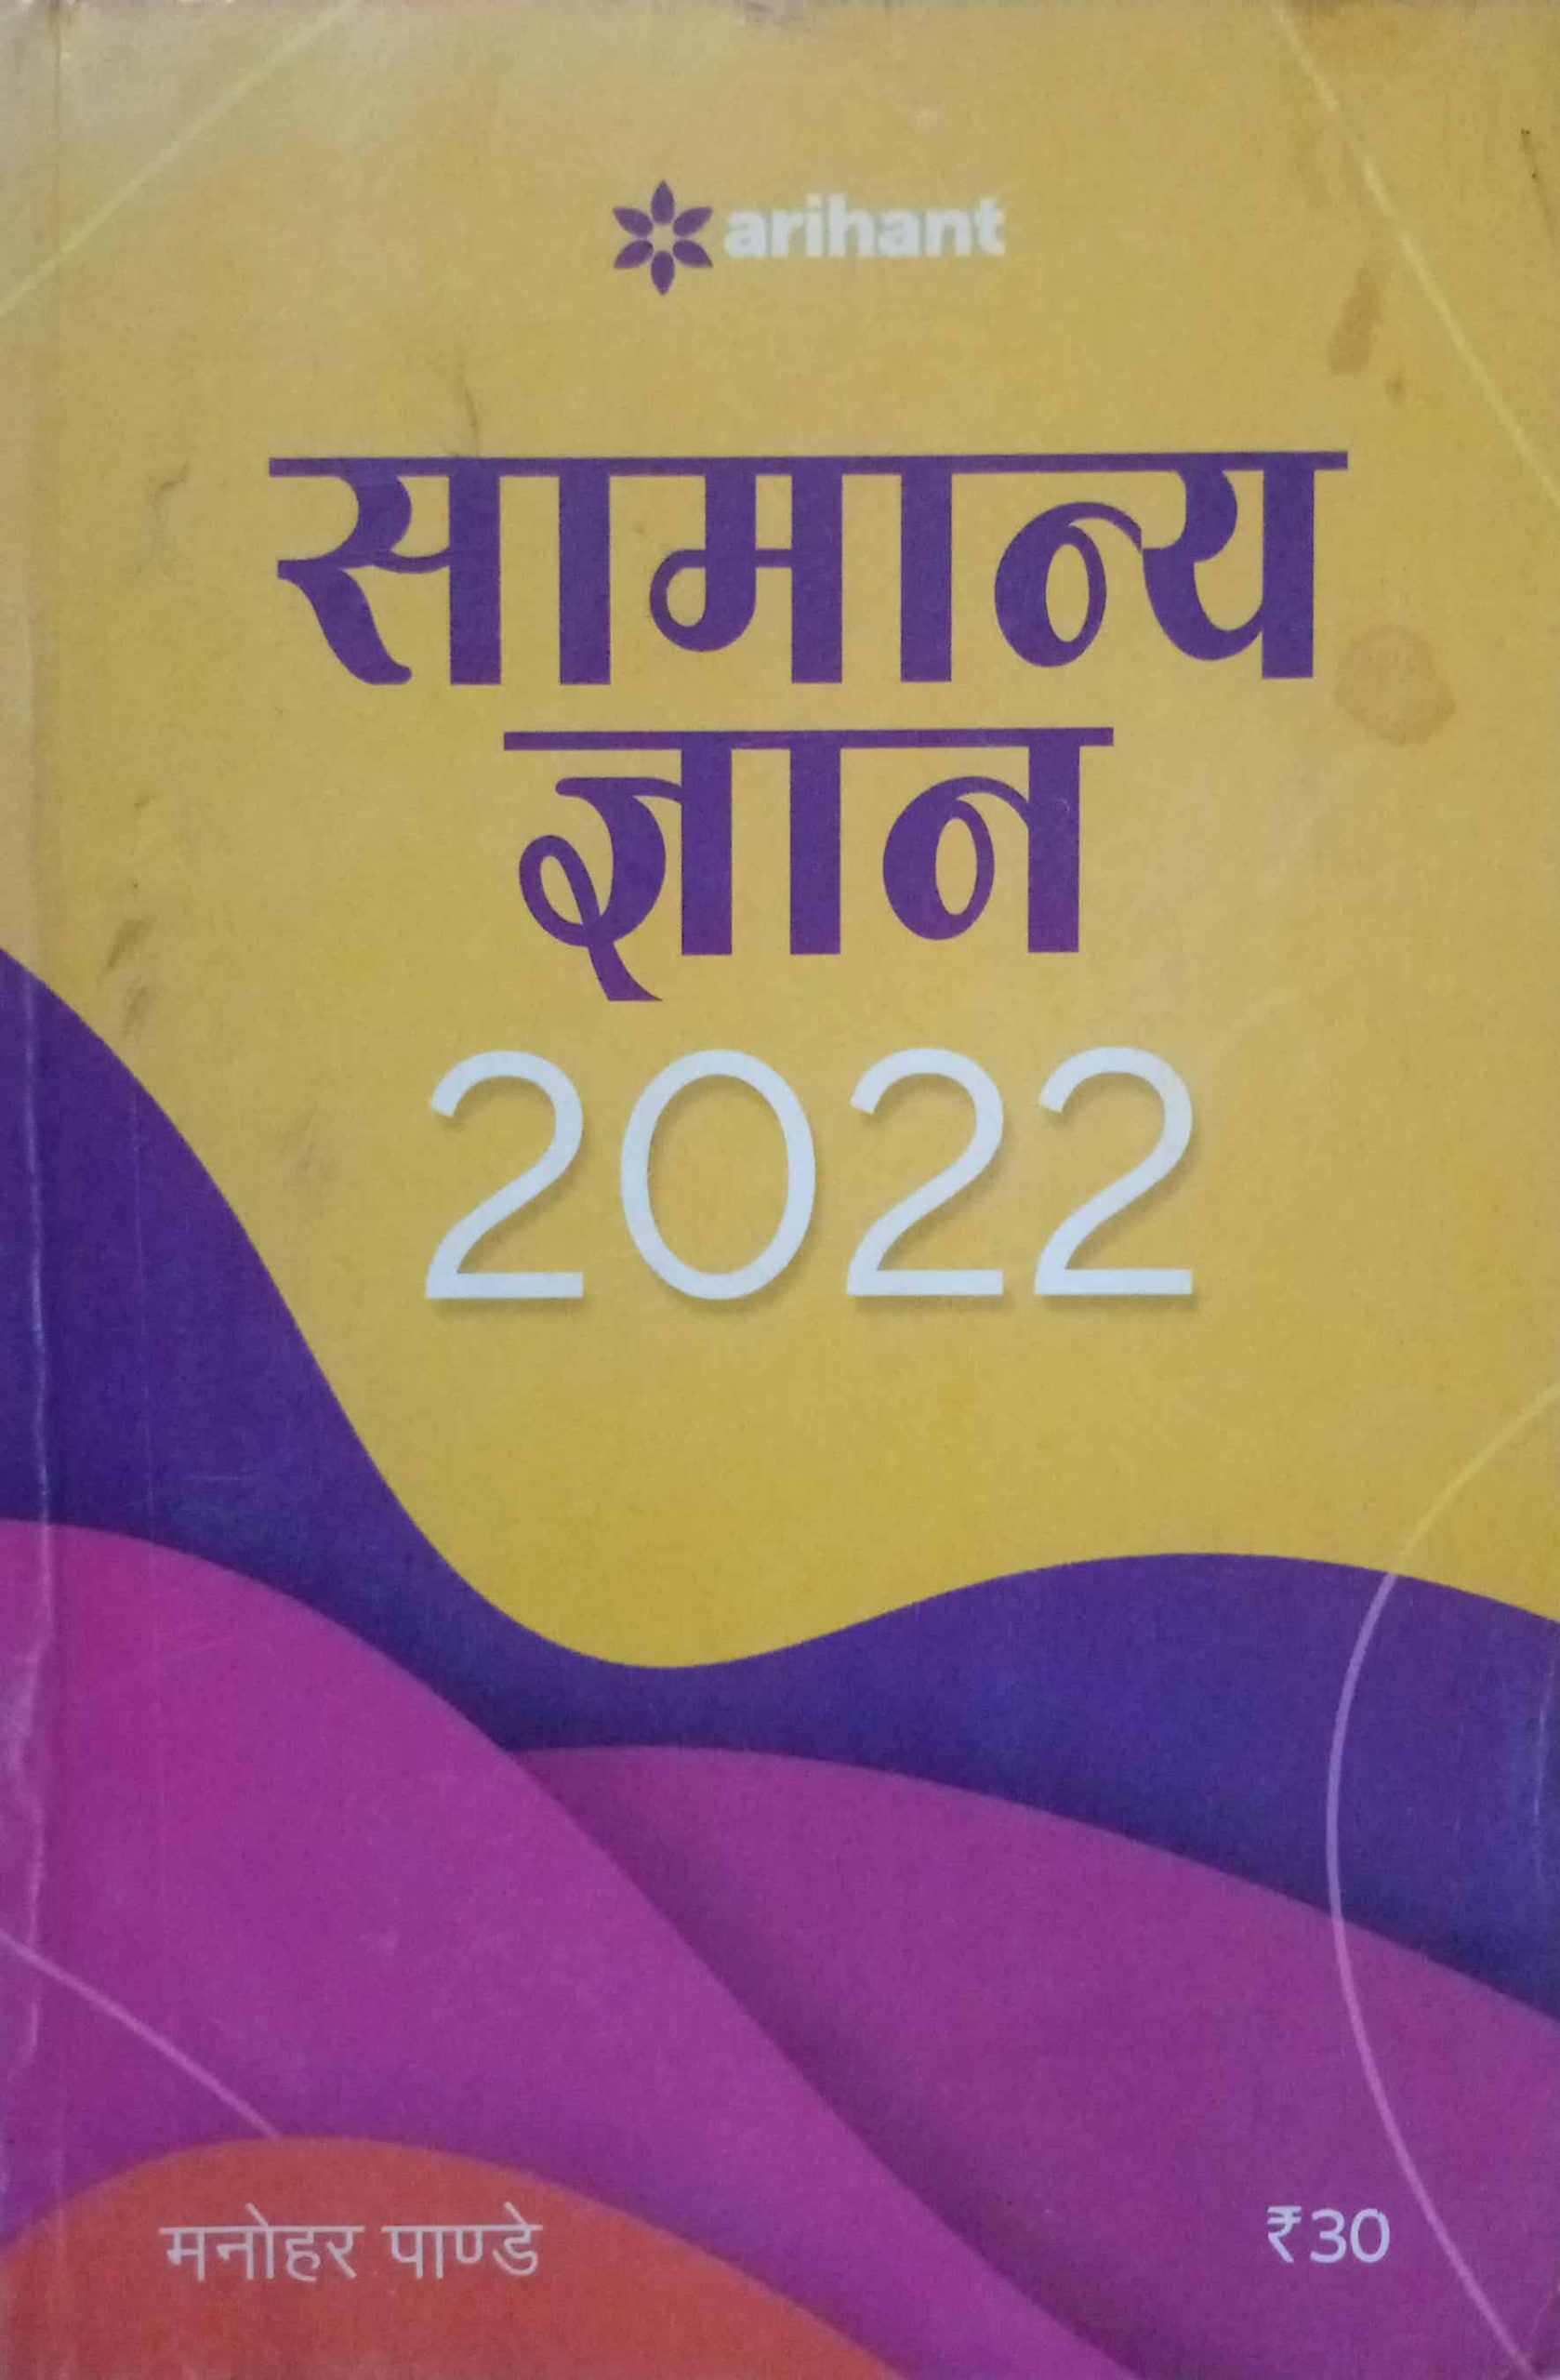 arihant
सामान्य
ज्ञान
2022
मनोहर पाण्डे
₹30